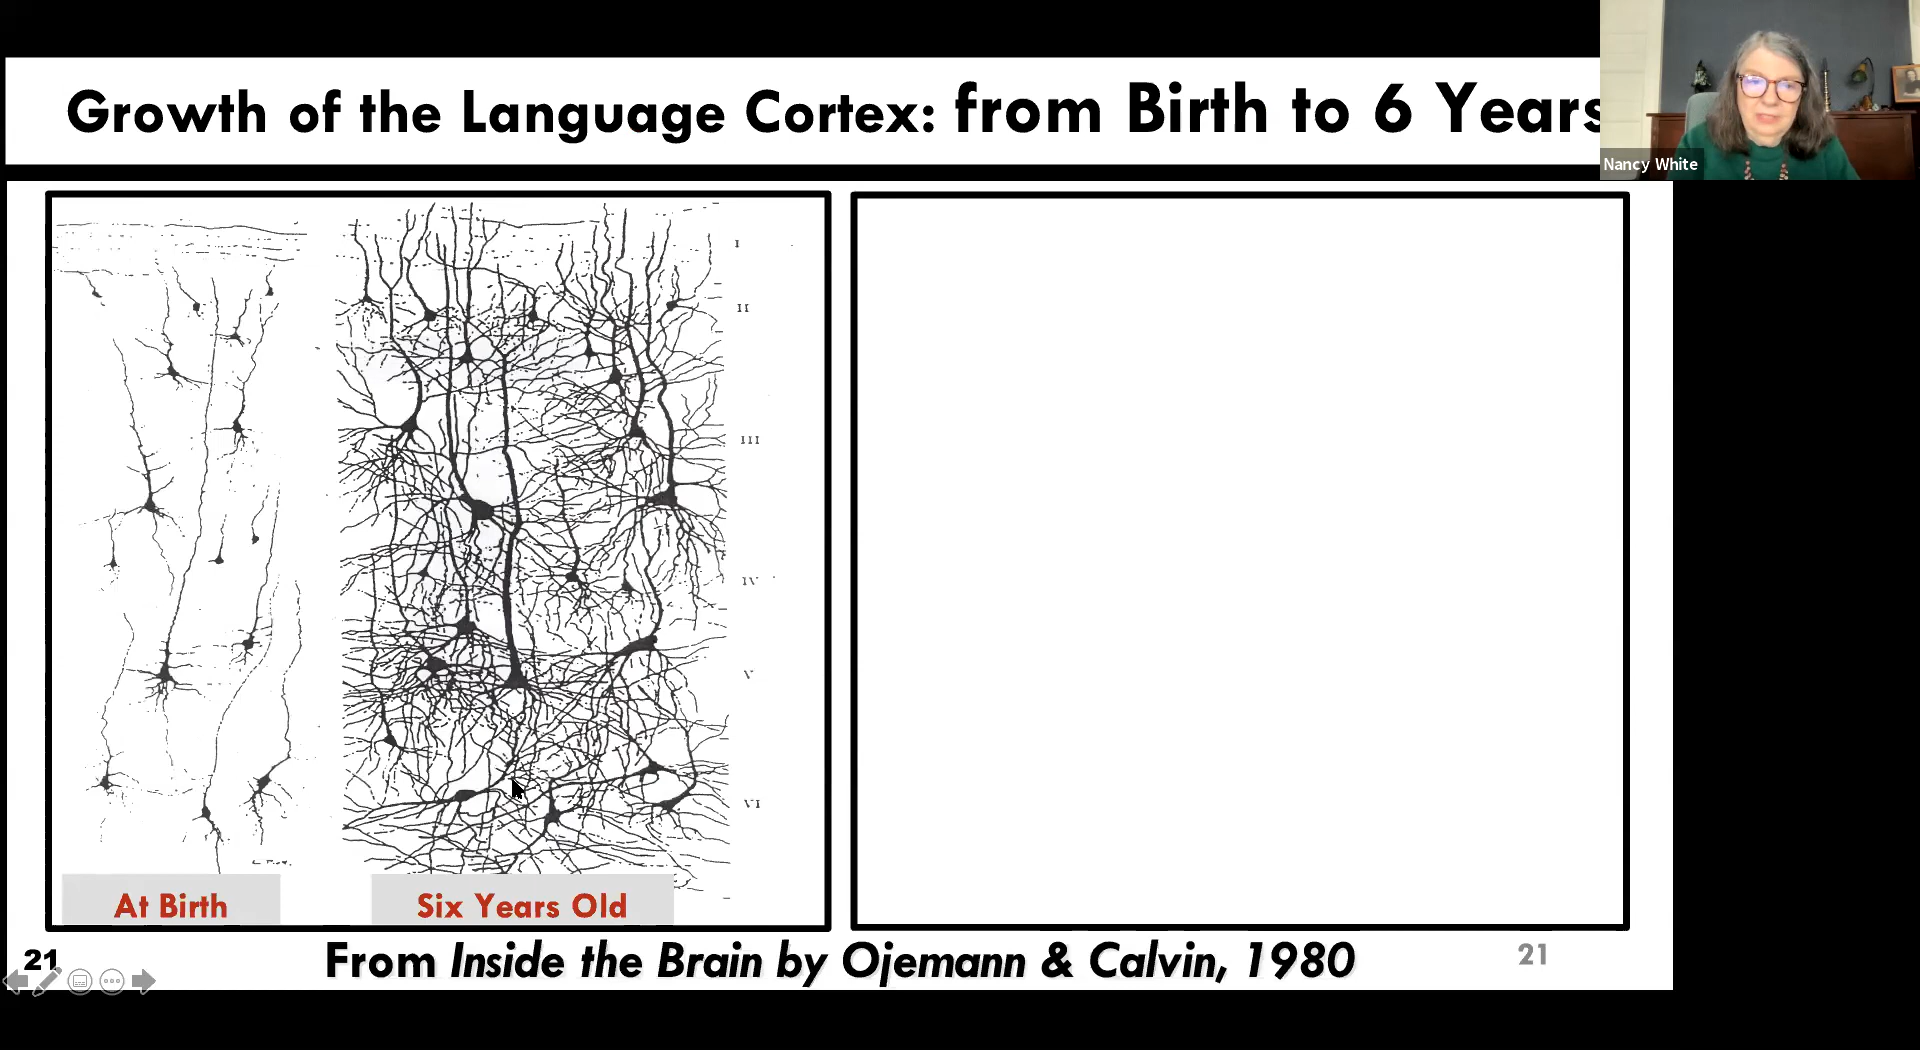 Growth of the Language Cortex: from Birth to 6 Years
Nancy White
I
II
III
IV
V
VI
At Birth
Six Years Old
21
From Inside the Brain by Ojemann & Calvin, 1980
21